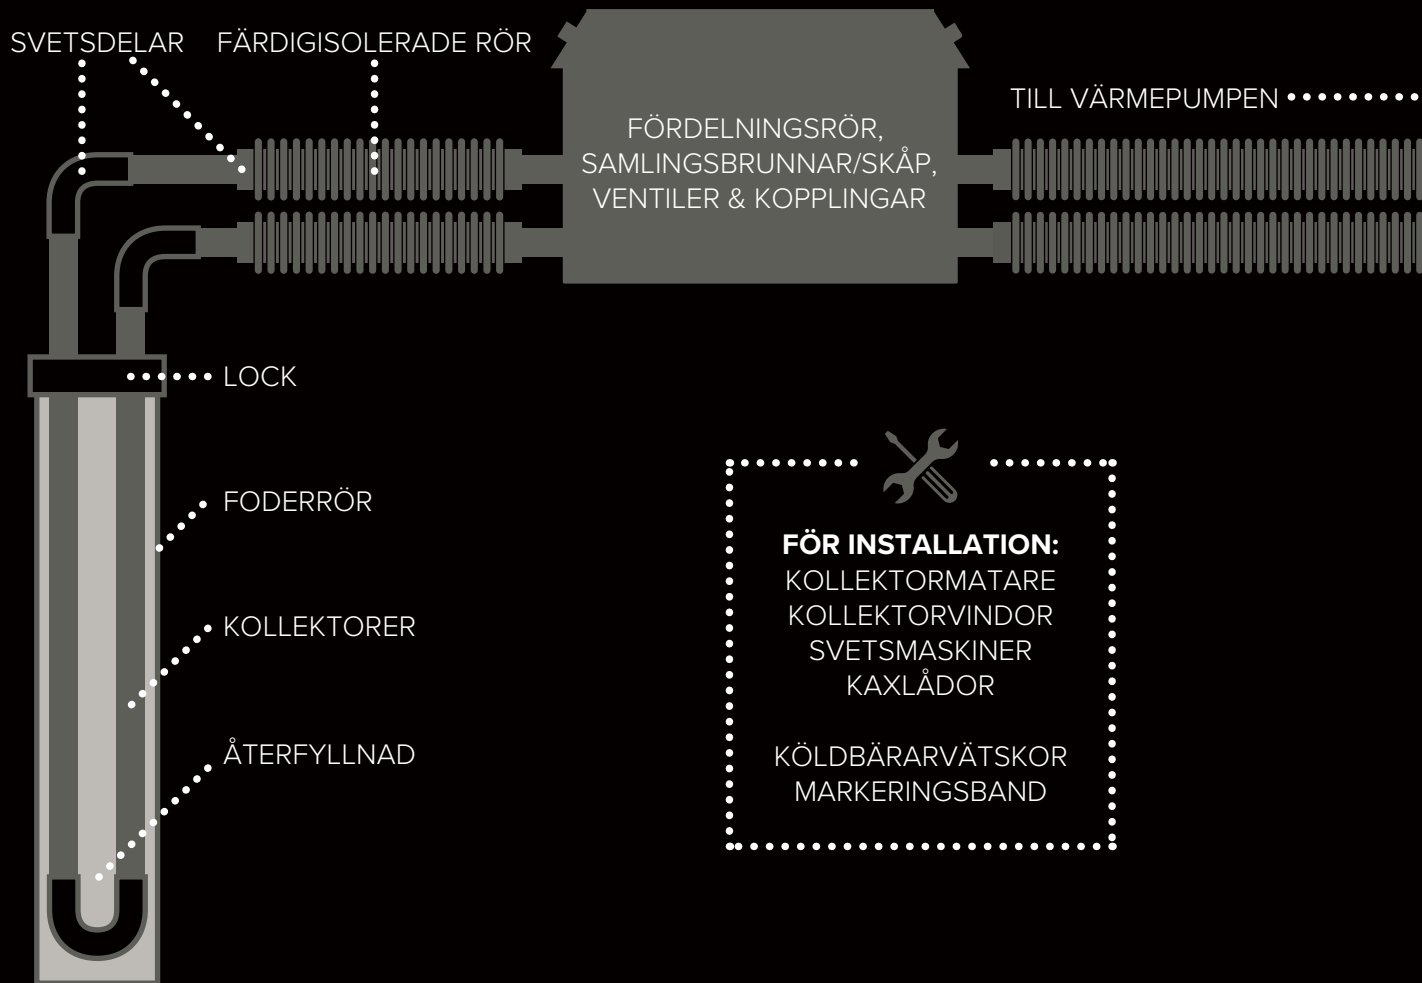 SVETSDELAR
FÄRDIGISOLERADE RÖR
FÖRDELNINGSRÖR,
SAMLINGSBRUNNAR/SKÅP,
VENTILER & KOPPLINGAR
TILL VÄRMEPUMPEN
LOCK
FODERRÖR
KOLLEKTORER
ÅTERFYLLNAD
FÖR INSTALLATION:
KOLLEKTORMATARE
KOLLEKTORVINDOR
SVETSMASKINER
KAXLÅDOR
KÖLDBÄRARVÄTSKOR
MARKERINGSBAND